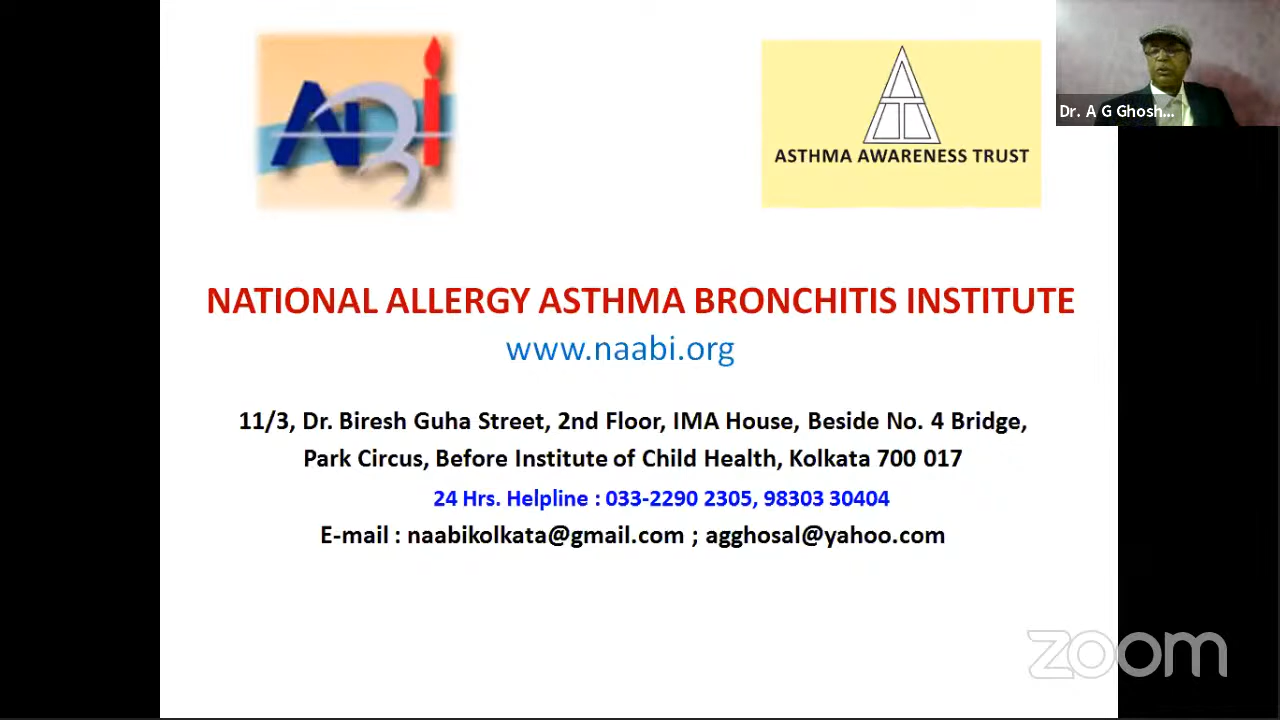 ABI
ASTHMA AWARENESS TRUST
Dr. A G Ghosh...
NATIONAL ALLERGY ASTHMA BRONCHITIS INSTITUTE
www.naabi.org
11/3, Dr. Biresh Guha Street, 2nd Floor, IMA House, Beside No. 4 Bridge,
Park Circus, Before Institute of Child Health, Kolkata 700 017
24 Hrs. Helpline : 033-2290 2305, 98303 30404
E-mail : naabikolkata@gmail.com ; agghosal@yahoo.com
zoom